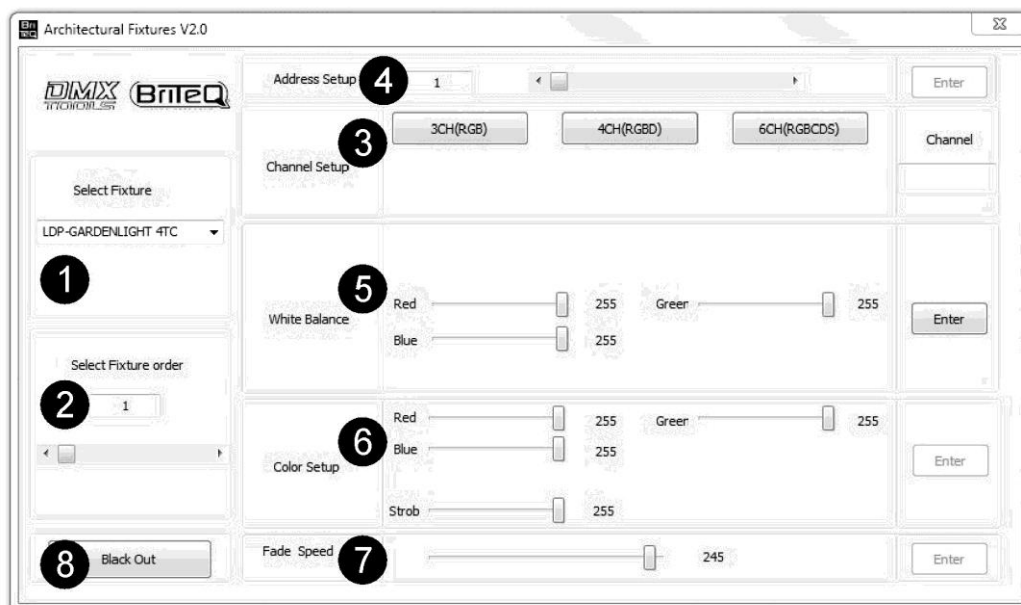 BriTEQ Architectural Fixtures V2.0
DMX TOOLS BRITEQ
Address Setup 4 1 Enter
3 3CH(RGB) 4CH(RGBD) 6CH(RGBCDS) Channel
Channel Setup
Select Fixture
LDP-GARDENLIGHT 4TC
1
5 Red 255 Green 255
White Balance Enter
Blue 255
Select Fixture order
2 1
6 Red 255 Green 255
Blue 255
Color Setup Enter
Strob 255
8 Black Out
Fade Speed 7 245 Enter